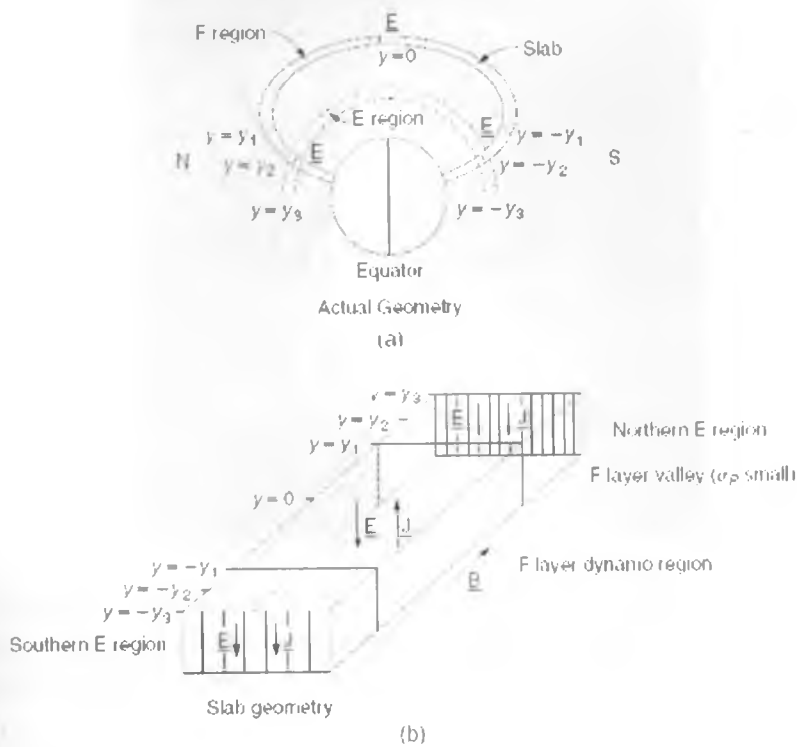 E
F region
Slab
y=0
E region
E
E
y=y₁
y=−y₁
N
y=y₂
y=−y₂
S
y=y₃
y=−y₃
Equator
Actual Geometry
(a)
y=y₃
y=y₂
E
J
Northern E region
y=y₁
F layer valley (σₚ small)
y=0
E
J
F layer dynamo region
B
y=−y₁
y=−y₂
y=−y₃
Southern E region
E
J
Slab geometry
(b)